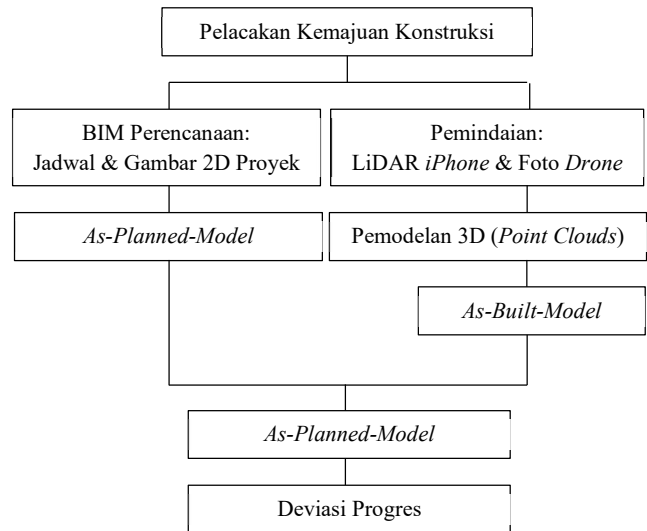 Pelacakan Kemajuan Konstruksi
BIM Perencanaan:
Jadwal & Gambar 2D Proyek
Pemindaian:
LiDAR iPhone & Foto Drone
As-Planned-Model
Pemodelan 3D (Point Clouds)
As-Built-Model
As-Planned-Model
Deviasi Progres